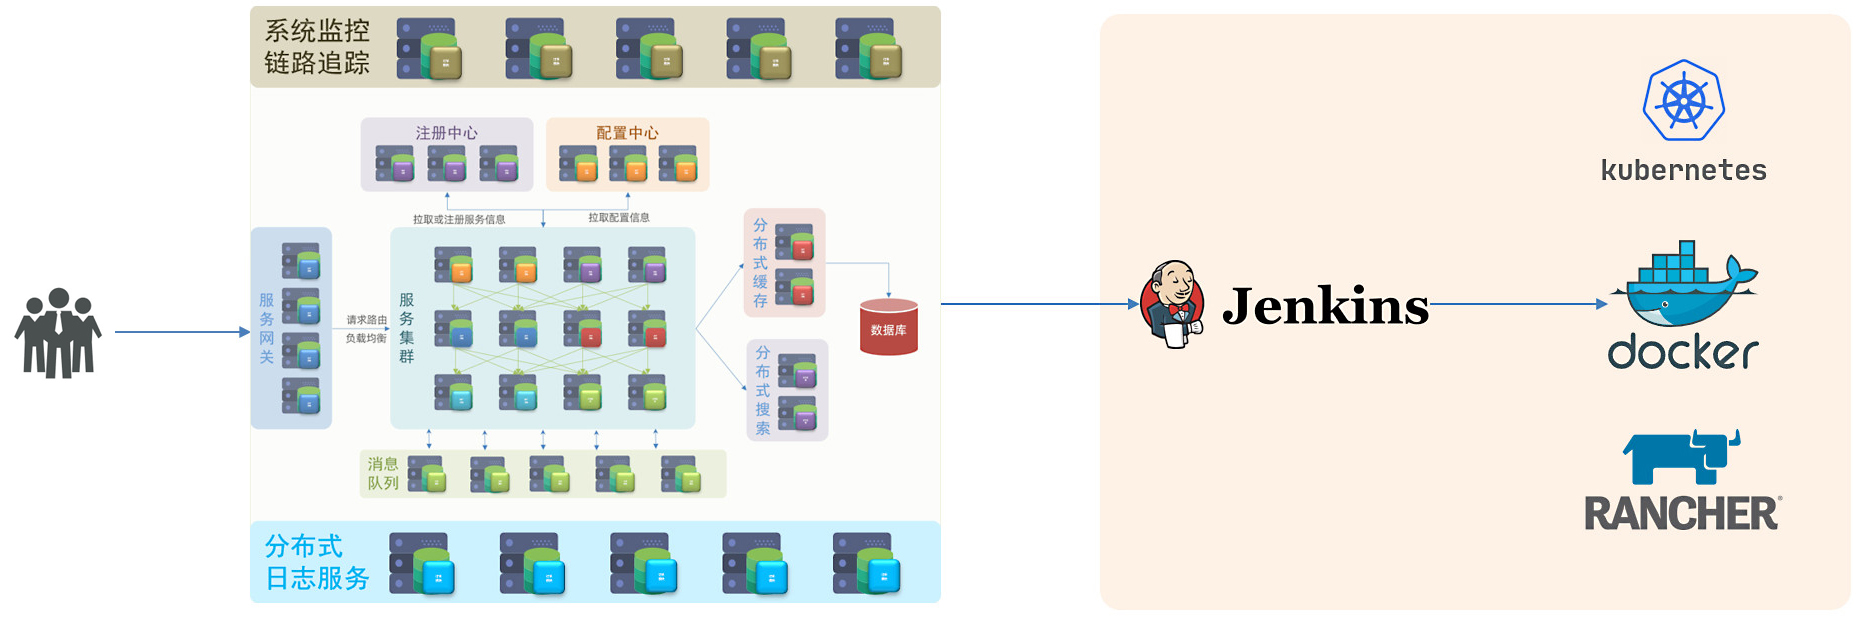 系统监控
链路追踪
注册中心
配置中心
拉取或注册服务信息
拉取配置信息
服务网关
请求路由
负载均衡
服务集群
分布式缓存
数据库
分布式搜索
消息
队列
分布式
日志服务
kubernetes
Jenkins
docker
RANCHER